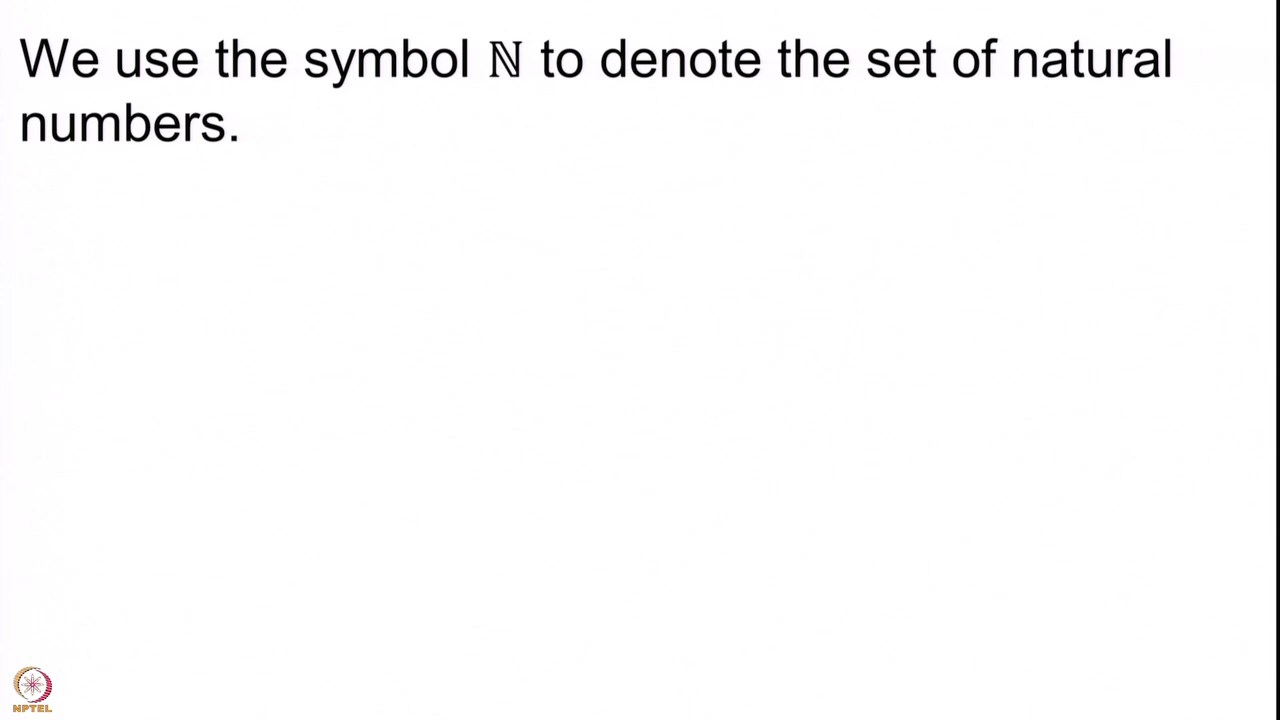 We use the symbol ℕ to denote the set of natural
numbers.
NPTEL